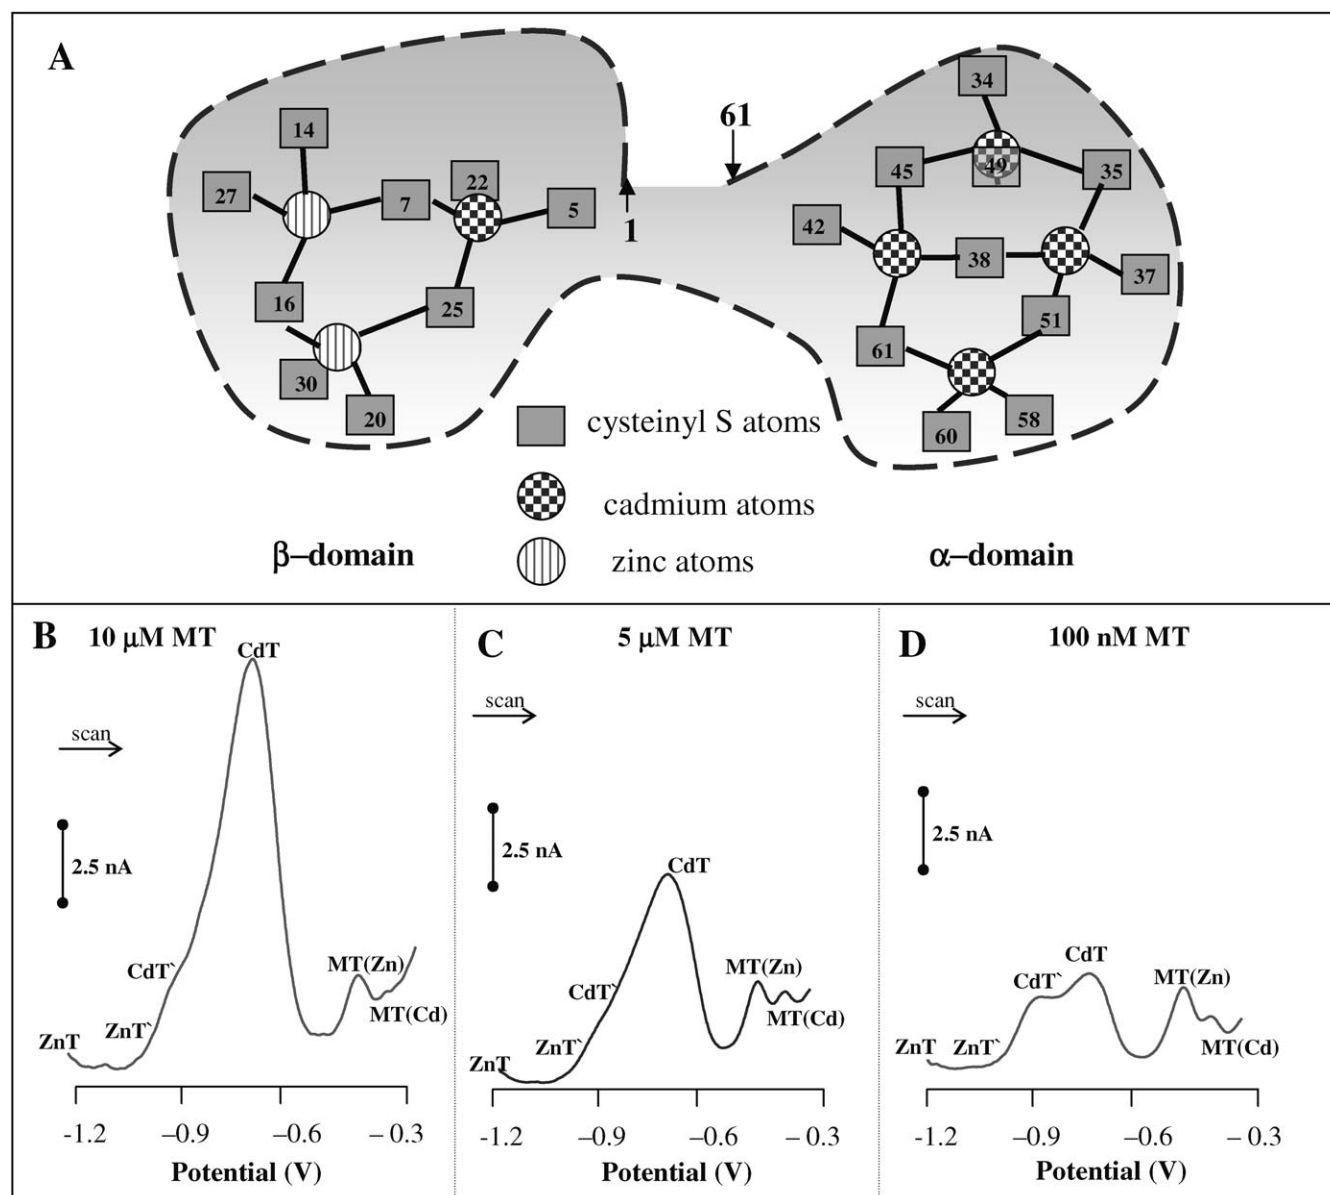 A
61
34
14
49
45
35
22
27
7
5
42
1
38
37
16
25
51
61
30
20
58
60
cysteinyl S atoms
cadmium atoms
zinc atoms
β–domain
α–domain
B
10 μM MT
CdT
scan
2.5 nA
CdT`
MT(Zn)
MT(Cd)
ZnT
ZnT`
-1.2
–0.9
–0.6
– 0.3
Potential (V)
C
5 μM MT
scan
2.5 nA
CdT
MT(Zn)
CdT`
MT(Cd)
ZnT`
ZnT
-1.2
–0.9
–0.6
– 0.3
Potential (V)
D
100 nM MT
scan
2.5 nA
CdT
CdT`
MT(Zn)
ZnT
ZnT`
MT(Cd)
-1.2
–0.9
–0.6
– 0.3
Potential (V)